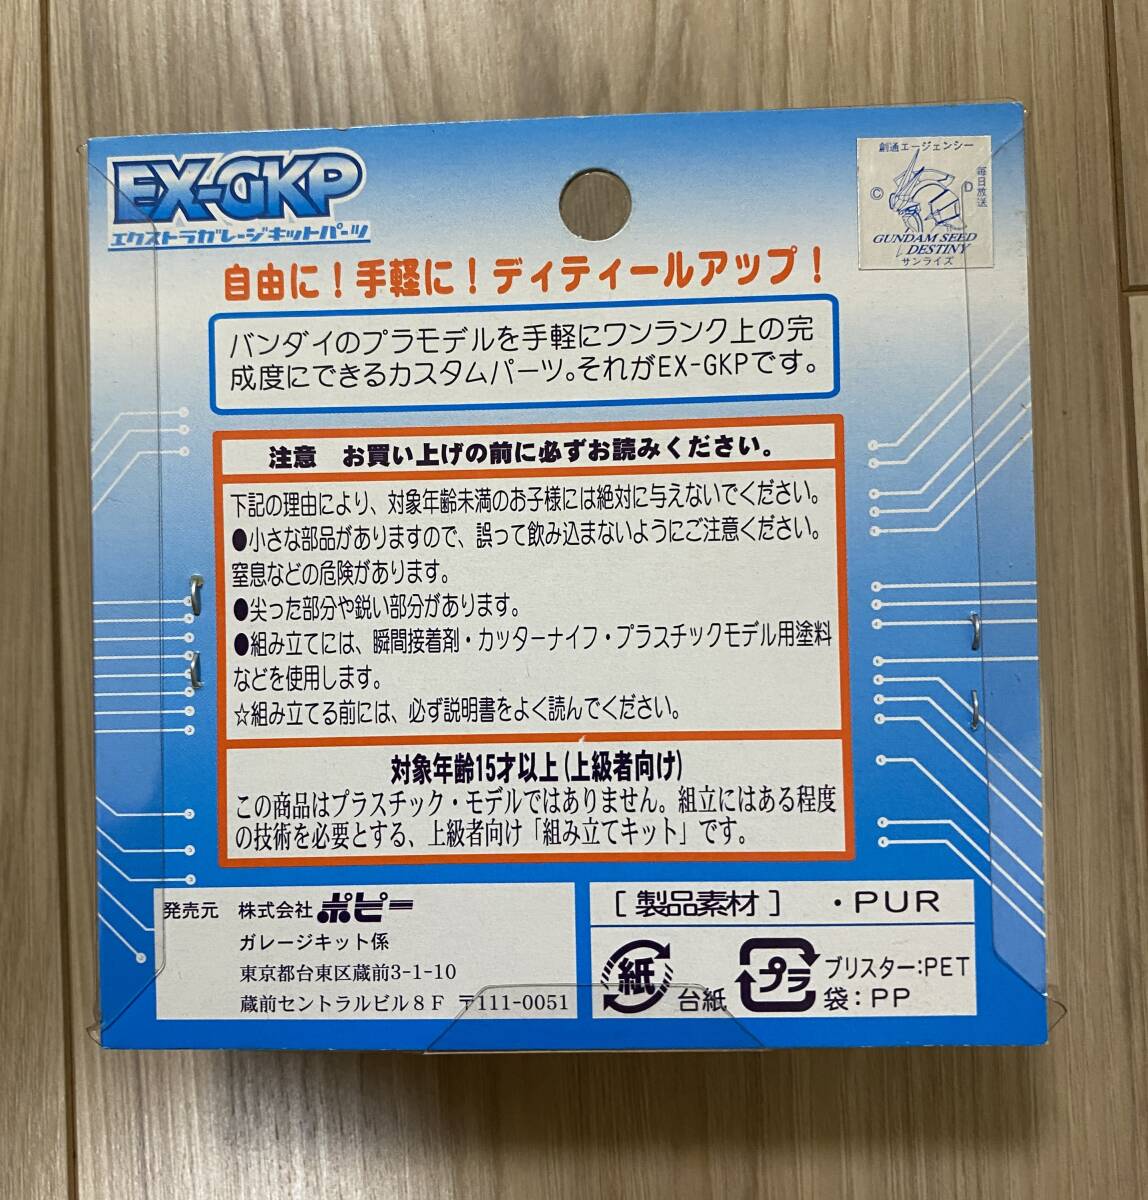 EX-GKP
エクストラガレージキットパーツ
創通エージェンシー
© D
毎日放送
GUNDAM SEED
DESTINY
サンライズ
自由に！手軽に！ディティールアップ！
バンダイのプラモデルを手軽にワンランク上の完
成度にできるカスタムパーツ。それがEX-GKPです。
注意　お買い上げの前に必ずお読みください。
下記の理由により、対象年齢未満のお子様には絶対に与えないでください。
●小さな部品がありますので、誤って飲み込まないようにご注意ください。
窒息などの危険があります。
●尖った部分や鋭い部分があります。
●組み立てには、瞬間接着剤・カッターナイフ・プラスチックモデル用塗料
などを使用します。
☆組み立てる前には、必ず説明書をよく読んでください。
対象年齢15才以上(上級者向け)
この商品はプラスチック・モデルではありません。組立にはある程度
の技術を必要とする、上級者向け「組み立てキット」です。
発売元　株式会社ポピー
ガレージキット係
東京都台東区蔵前3-1-10
蔵前セントラルビル８Ｆ 〒111-0051
[製品素材]　・PUR
紙 台紙
プラ ブリスター:PET
袋：PP